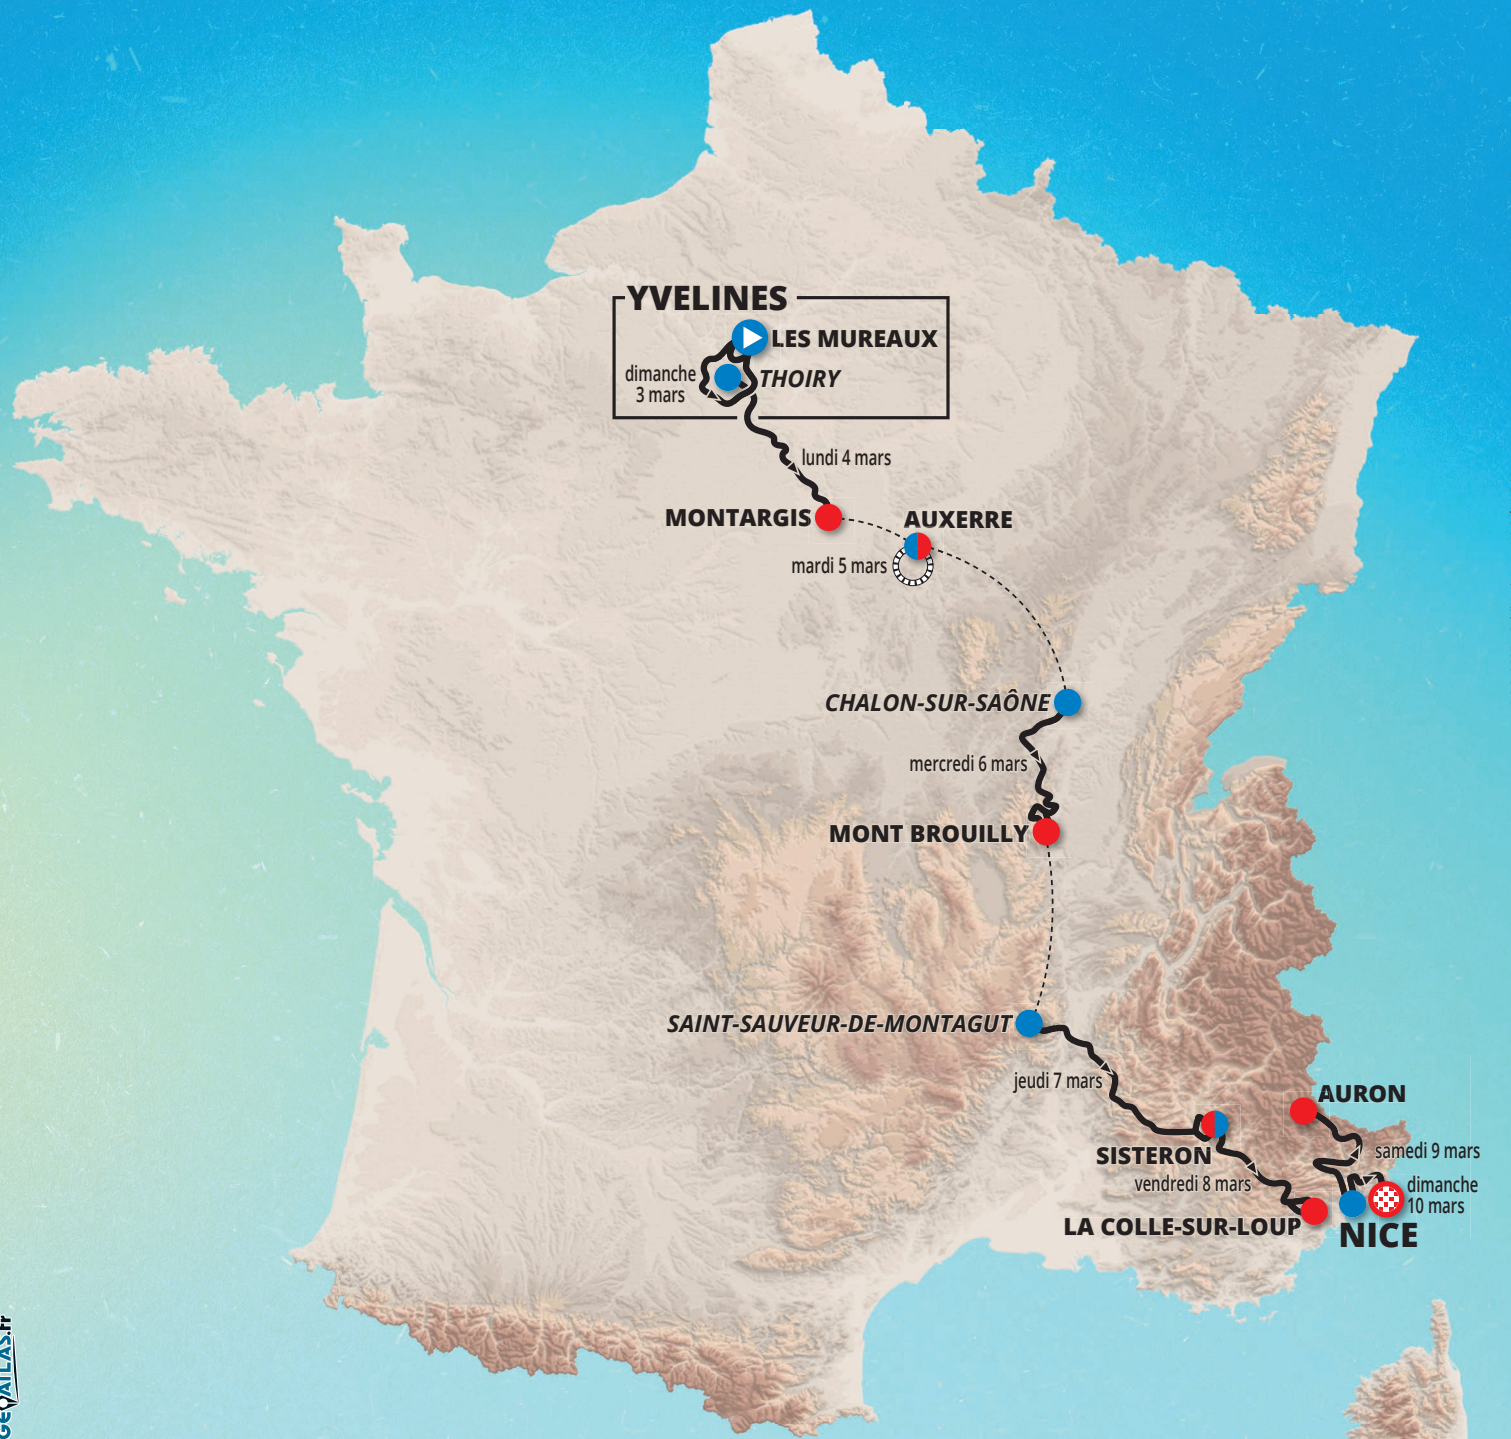 YVELINES
LES MUREAUX
dimanche
3 mars
THOIRY
lundi 4 mars
MONTARGIS
AUXERRE
mardi 5 mars
CHALON-SUR-SAÔNE
mercredi 6 mars
MONT BROUILLY
SAINT-SAUVEUR-DE-MONTAGUT
jeudi 7 mars
AURON
SISTERON
samedi 9 mars
vendredi 8 mars
dimanche
10 mars
LA COLLE-SUR-LOUP
NICE
GEOATLAS.fr